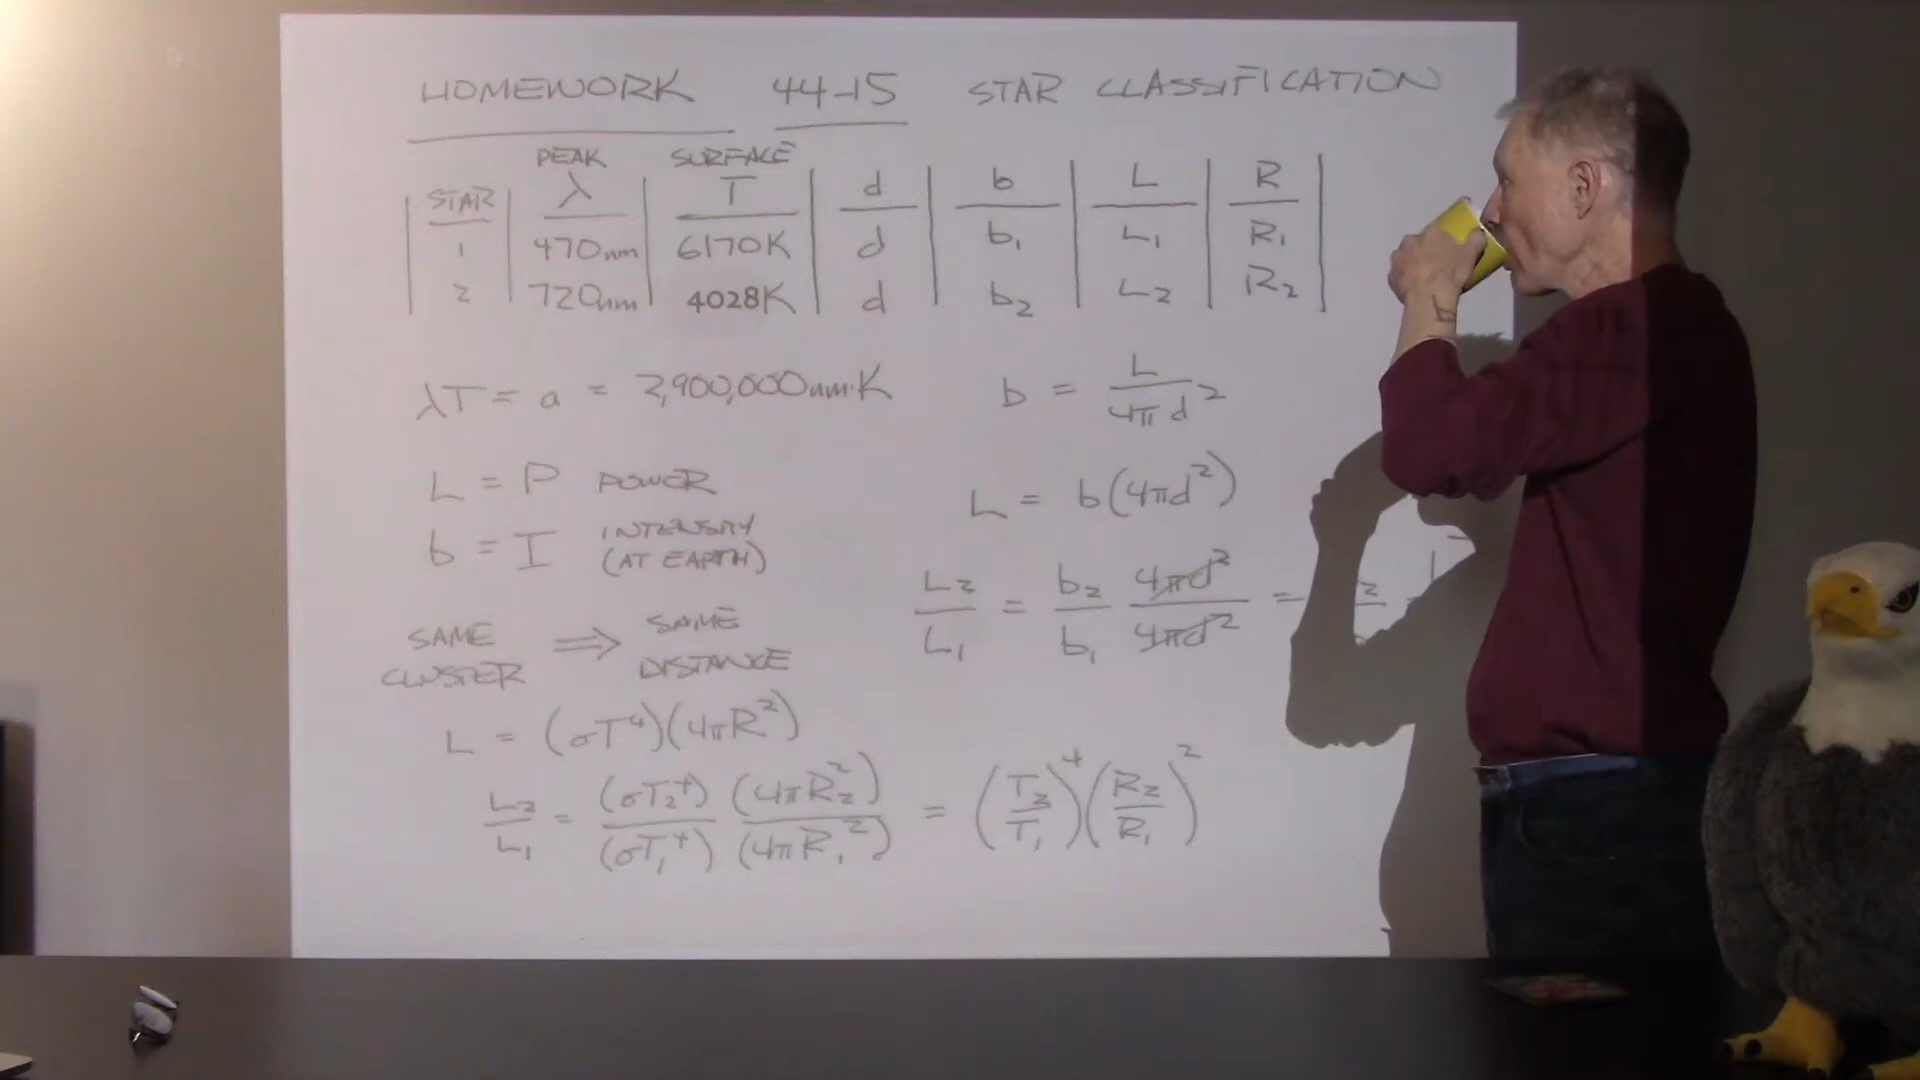 HOMEWORK 44-15 STAR CLASSIFICATION
PEAK SURFACE
STAR λ T d b L R
1 470nm 6170K d b₁ L₁ R₁
2 720nm 4028K d b₂ L₂ R₂
λT = a = 2,900,000nm·K
b = L / 4πd²
L = P POWER
L = b(4πd²)
b = I INTENSITY (AT EARTH)
L₂/L₁ = b₂/b₁ 4πd²/4πd² =
SAME CLUSTER ⟹ SAME DISTANCE
L = (σT⁴)(4πR²)
L₂/L₁ = (σT₂⁴)/(σT₁⁴) (4πR₂²)/(4πR₁²) = (T₂/T₁)⁴(R₂/R₁)²